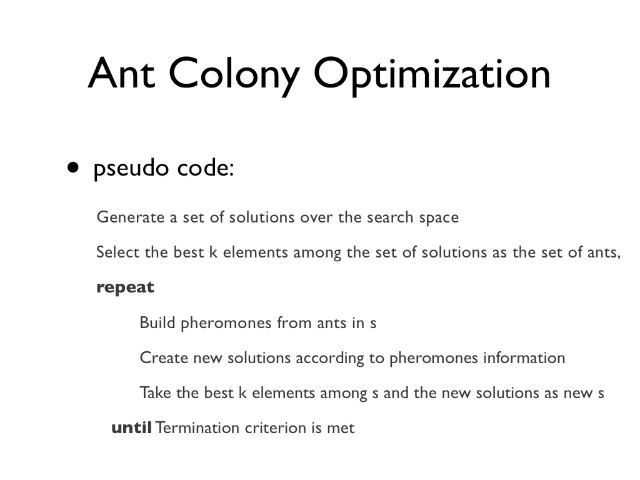 Ant Colony Optimization
• pseudo code:
Generate a set of solutions over the search space
Select the best k elements among the set of solutions as the set of ants,
repeat
Build pheromones from ants in s
Create new solutions according to pheromones information
Take the best k elements among s and the new solutions as new s
until Termination criterion is met